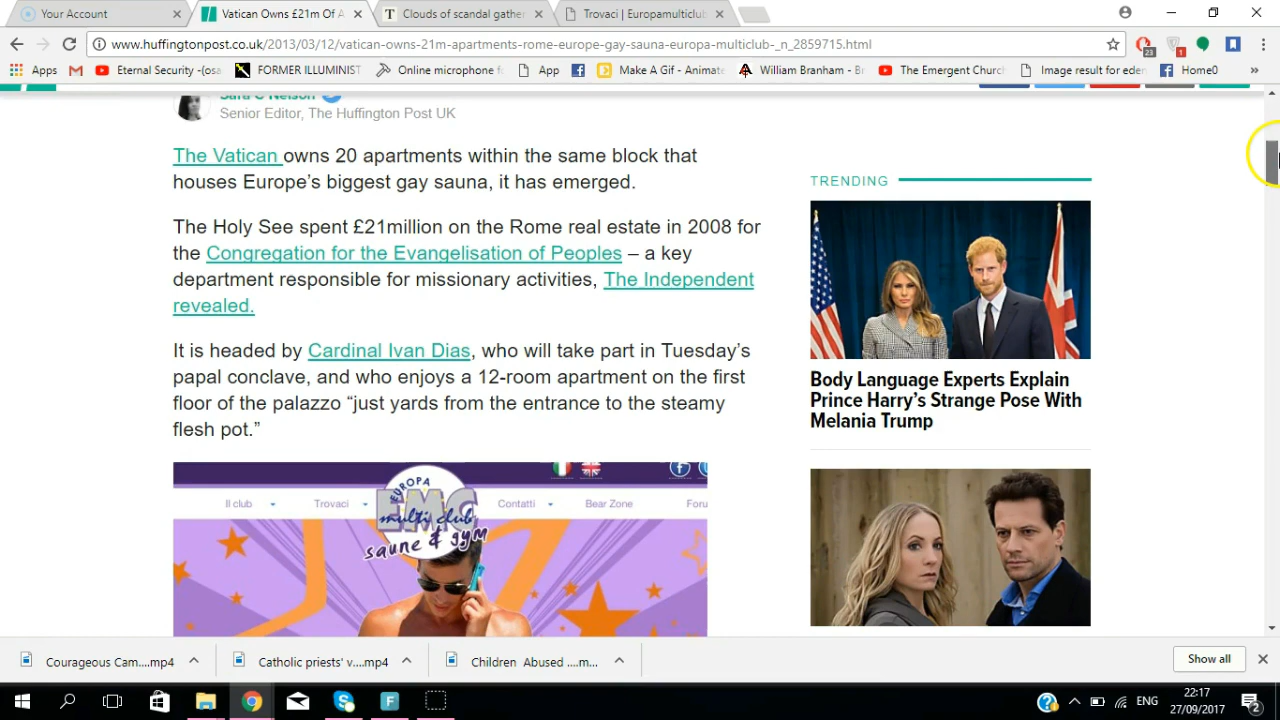 Your Account
Vatican Owns £21m Of A
Clouds of scandal gather
Trovaci | Europamulticlub
www.huffingtonpost.co.uk/2013/03/12/vatican-owns-21m-apartments-rome-europe-gay-sauna-europa-multiclub-_n_2859715.html
23
1
Apps
Eternal Security -(osa
FORMER ILLUMINIST
Online microphone f
App
Make A Gif - Animate
William Branham - B
The Emergent Churc
Image result for eden
Home0
»
Senior Editor, The Huffington Post UK
The Vatican owns 20 apartments within the same block that
houses Europe’s biggest gay sauna, it has emerged.
The Holy See spent £21million on the Rome real estate in 2008 for
the Congregation for the Evangelisation of Peoples – a key
department responsible for missionary activities, The Independent
revealed.
It is headed by Cardinal Ivan Dias, who will take part in Tuesday’s
papal conclave, and who enjoys a 12-room apartment on the first
floor of the palazzo “just yards from the entrance to the steamy
flesh pot.”
Il club
Trovaci
EUROPA
EMC
multi club
saune & gym
Contatti
Bear Zone
Foru
TRENDING
Body Language Experts Explain
Prince Harry’s Strange Pose With
Melania Trump
Courageous Cam....mp4
Catholic priests' v....mp4
Children Abused ....m...
Show all
ENG
22:17
27/09/2017
2